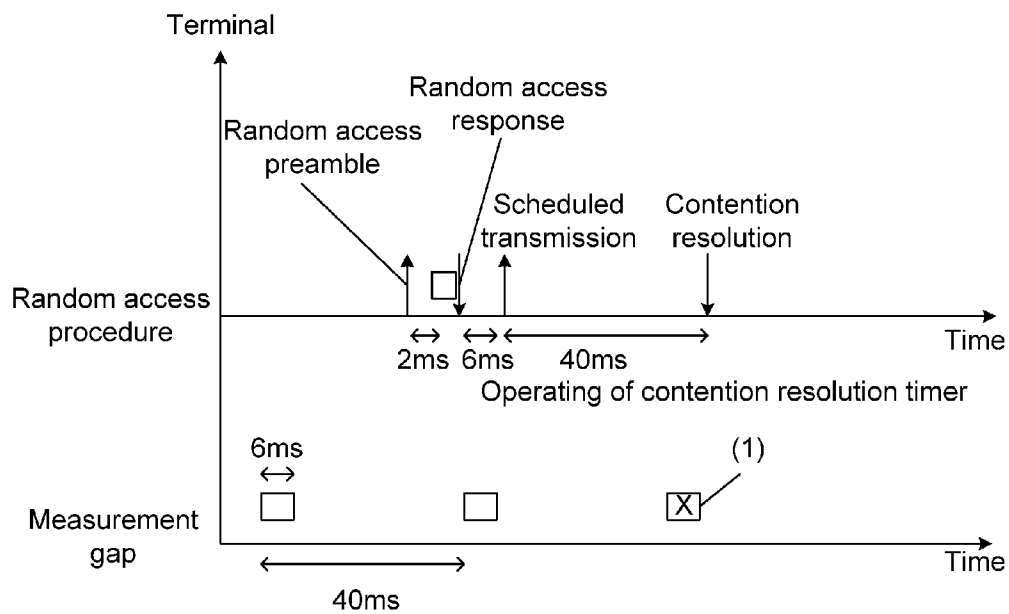 Terminal
Random access
response
Random access
preamble
Scheduled
transmission
Contention
resolution
Random access
procedure
Time
2ms
6ms
40ms
Operating of contention resolution timer
6ms
(1)
X
Measurement
gap
Time
40ms